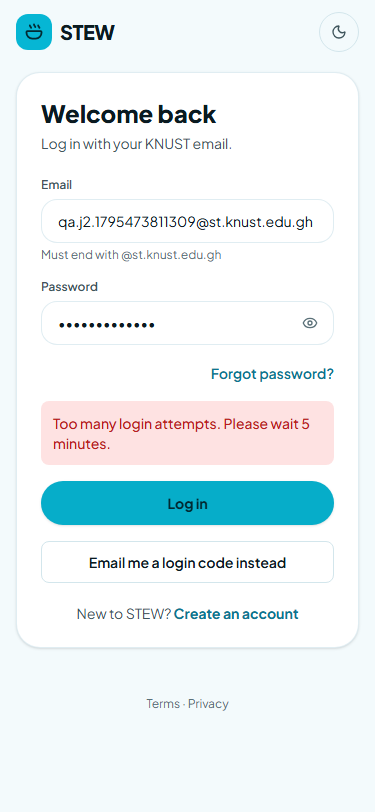 STEW
Welcome back
Log in with your KNUST email.
Email
qa.j2.1795473811309@st.knust.edu.gh
Must end with @st.knust.edu.gh
Password
•••••••••••••
Forgot password?
Too many login attempts. Please wait 5
minutes.
Log in
Email me a login code instead
New to STEW? Create an account
Terms · Privacy